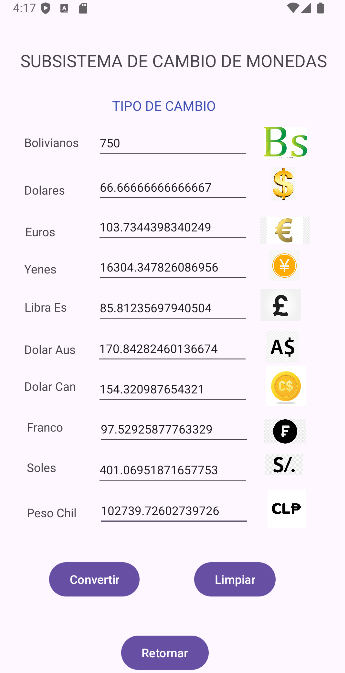 4:17
SUBSISTEMA DE CAMBIO DE MONEDAS
TIPO DE CAMBIO
Bolivianos 750 Bs
Dolares 66.66666666666667 $
Euros 103.7344398340249 €
Yenes 16304.347826086956 ¥
Libra Es 85.81235697940504 £
Dolar Aus 170.84282460136674 A$
Dolar Can 154.320987654321 C$
Franco 97.52925877763329 ₣
Soles 401.06951871657753 S/.
Peso Chil 102739.72602739726 CLP
Convertir Limpiar
Retornar